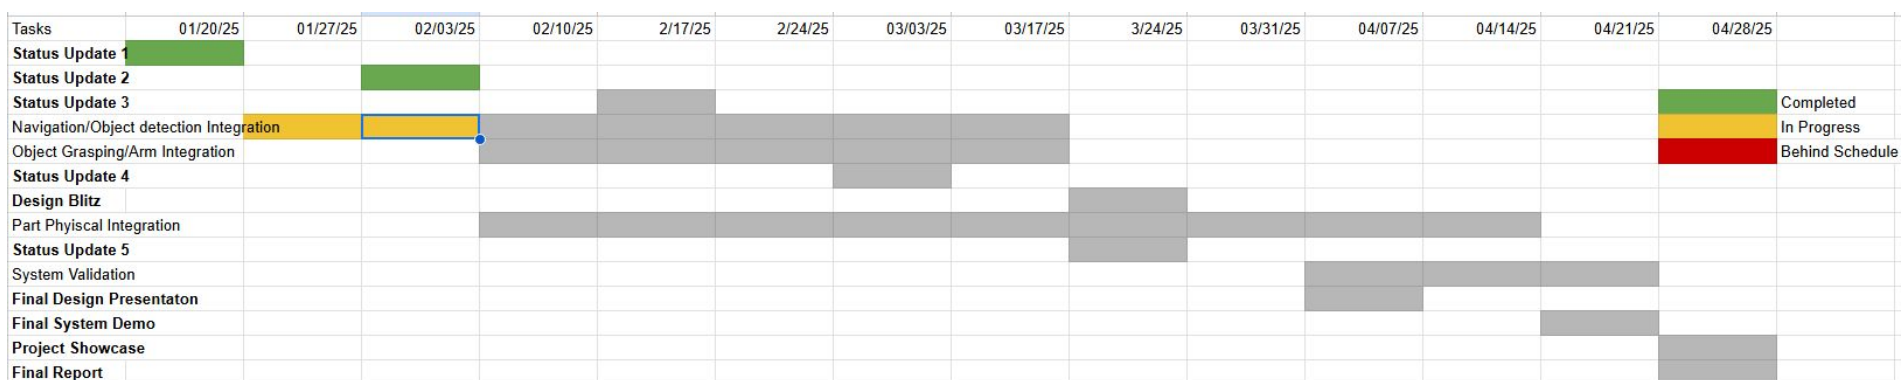 Tasks 01/20/25 01/27/25 02/03/25 02/10/25 2/17/25 2/24/25 03/03/25 03/17/25 3/24/25 03/31/25 04/07/25 04/14/25 04/21/25 04/28/25
Status Update 1
Status Update 2
Status Update 3 Completed
Navigation/Object detection Integration In Progress
Object Grasping/Arm Integration Behind Schedule
Status Update 4
Design Blitz
Part Phyiscal Integration
Status Update 5
System Validation
Final Design Presentaton
Final System Demo
Project Showcase
Final Report